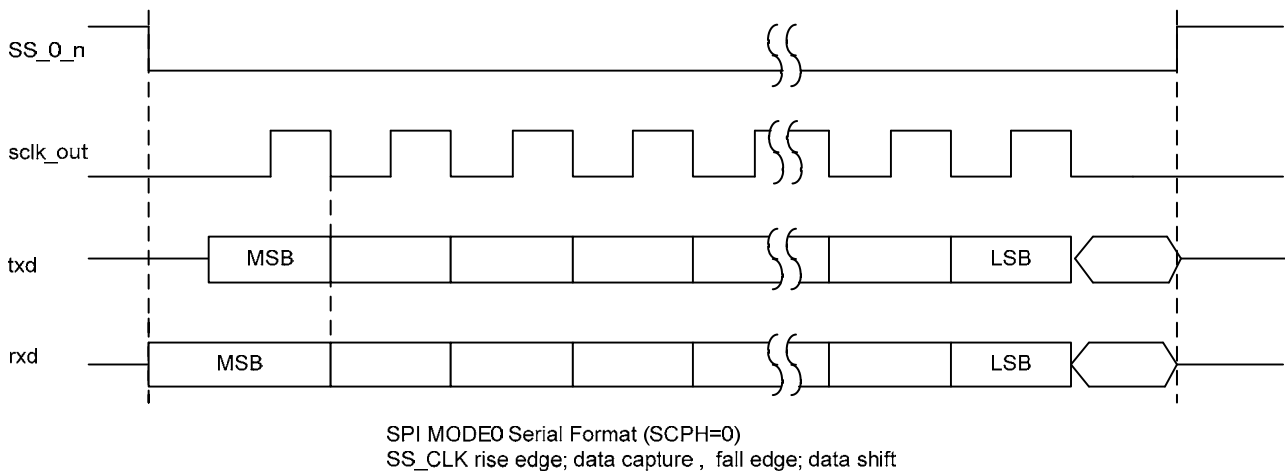 SS_0_n
sclk_out
txd
MSB
LSB
rxd
MSB
LSB
SPI MODE0 Serial Format (SCPH=0)
SS_CLK rise edge; data capture , fall edge; data shift